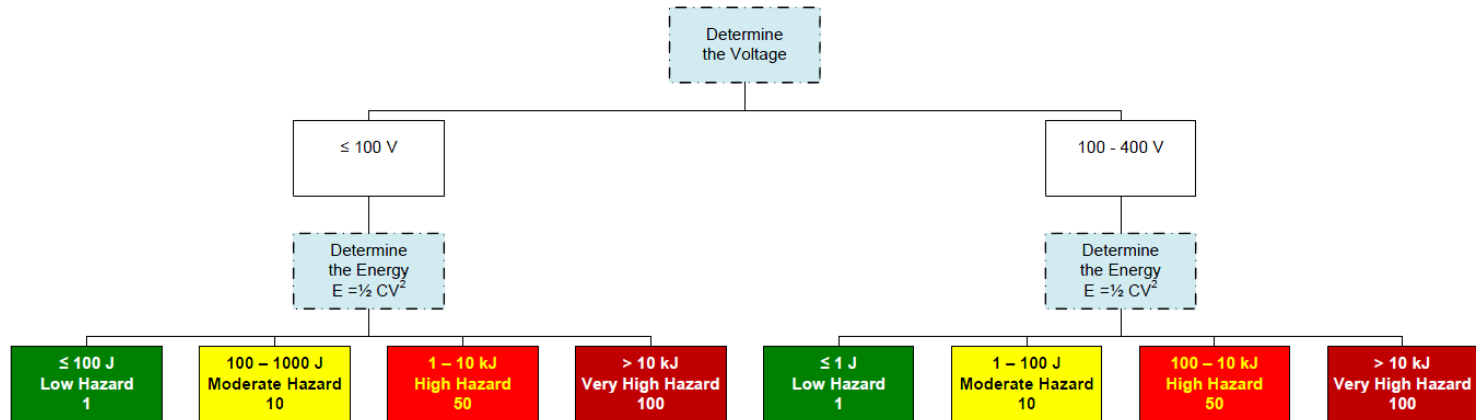 Determine
the Voltage
≤ 100 V
100 - 400 V
Determine
the Energy
E =½ CV²
Determine
the Energy
E =½ CV²
≤ 100 J
Low Hazard
1
100 – 1000 J
Moderate Hazard
10
1 – 10 kJ
High Hazard
50
> 10 kJ
Very High Hazard
100
≤ 1 J
Low Hazard
1
1 – 100 J
Moderate Hazard
10
100 – 10 kJ
High Hazard
50
> 10 kJ
Very High Hazard
100